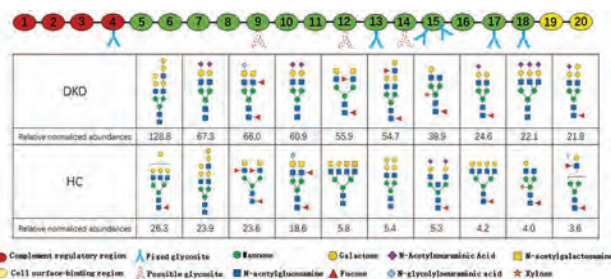 1 2 3 4 5 6 7 8 9 10 11 12 13 14 15 16 17 18 19 20
DKD
Relative normalized abundances 128.8 67.3 66.0 60.9 55.9 54.7 39.9 24.6 22.1 21.8
HC
Relative normalized abundances 26.3 23.9 23.6 18.6 5.8 5.4 5.3 4.2 4.0 3.6
Complement regulatory region Fixed glycosite Mannose Galactose N-Acetylneuraminic Acid N-acetylgalactosamine
Cell surface-binding region Possible glycosite N-acetylglucosamine Fucose N-glycolylneuraminic Acid Xylose